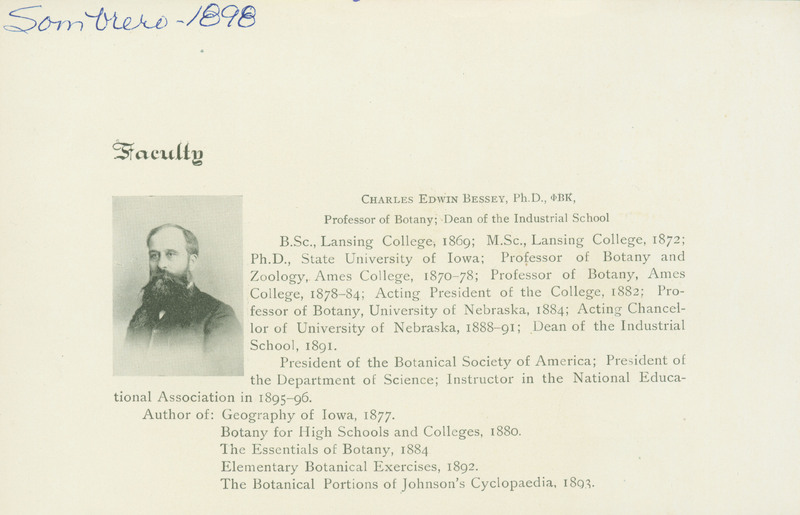 Sombrero-1898
Faculty
Charles Edwin Bessey, Ph.D., ΦBK,
Professor of Botany; Dean of the Industrial School
B.Sc., Lansing College, 1869; M.Sc., Lansing College, 1872;
Ph.D., State University of Iowa; Professor of Botany and
Zoology, Ames College, 1870–78; Professor of Botany, Ames
College, 1878–84; Acting President of the College, 1882; Pro-
fessor of Botany, University of Nebraska, 1884; Acting Chancel-
lor of University of Nebraska, 1888–91; Dean of the Industrial
School, 1891.
President of the Botanical Society of America; President of
the Department of Science; Instructor in the National Educa-
tional Association in 1895–96.
Author of: Geography of Iowa, 1877.
Botany for High Schools and Colleges, 1880.
The Essentials of Botany, 1884
Elementary Botanical Exercises, 1892.
The Botanical Portions of Johnson's Cyclopaedia, 1893.